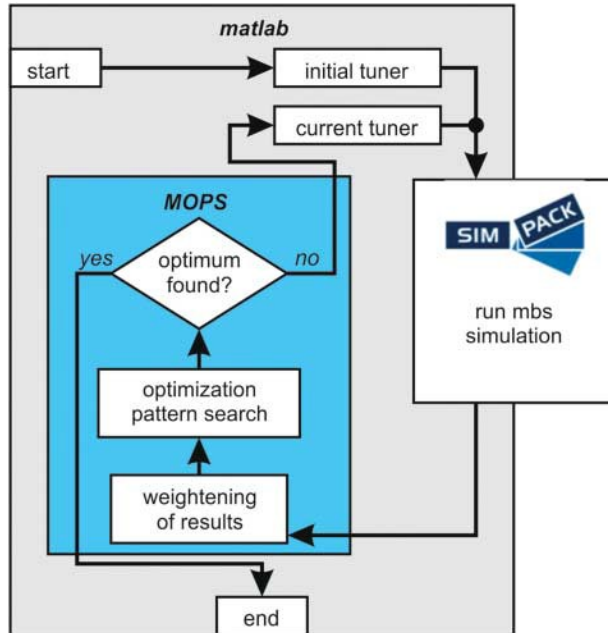 matlab
start
initial tuner
current tuner
MOPS
yes
optimum
found?
no
SIM
PACK
run mbs
simulation
optimization
pattern search
weightening
of results
end